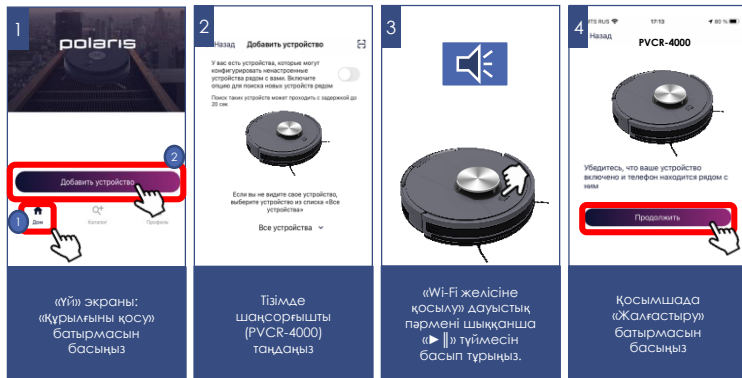 1
polaris
2
Добавить устройство
1
Дом
Каталог
Профиль
«Үй» экраны:
«Құрылғыны қосу»
батырмасын
басыңыз
2
Назад Добавить устройство
У вас есть устройства, которые могут
конфигурировать ненастроенные
устройства рядом с вами. Включите
опцию для поиска новых устройств рядом
Поиск таких устройств может проходить с задержкой до
20 сек
Если вы не видите свое устройство,
выберите устройство из списка «Все
устройства»
Все устройства
Тізімде
шаңсорғышты
(PVCR-4000)
таңдаңыз
3
«Wi-Fi желісіне
қосылу» дауыстық
пәрмені шыққанша
«►║» түймесін
басып тұрыңыз.
4
MTS RUS 17:13 80 %
Назад
PVCR-4000
Убедитесь, что ваше устройство
включено и телефон находится рядом с
ним
Продолжить
Қосымшада
«Жалғастыру»
батырмасын
басыңыз